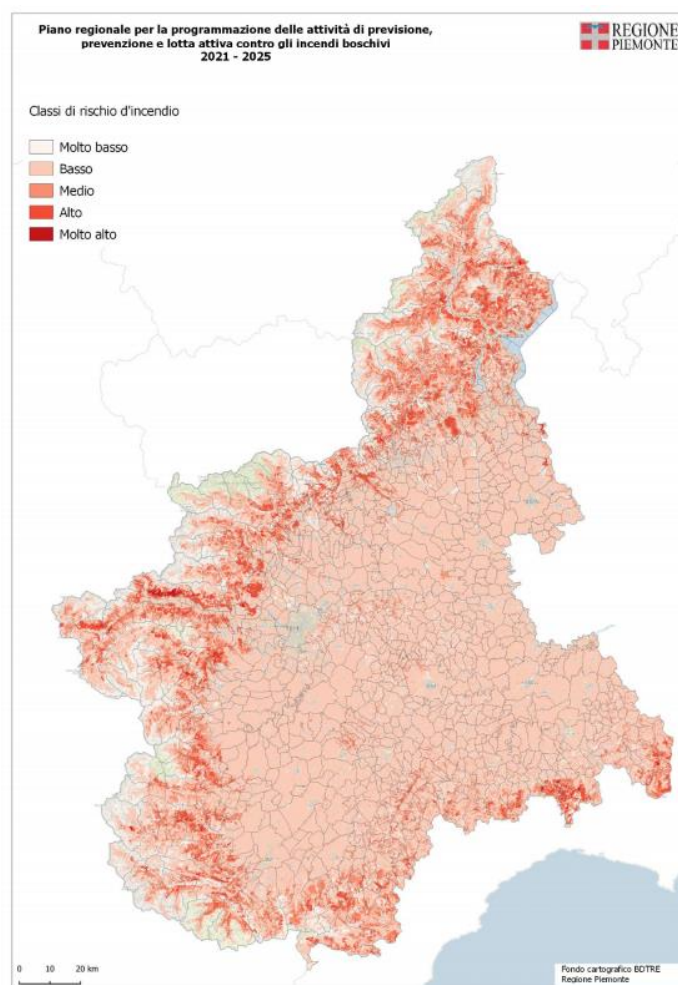 Piano regionale per la programmazione delle attività di previsione,
prevenzione e lotta attiva contro gli incendi boschivi
2021 - 2025
REGIONE
PIEMONTE
Classi di rischio d'incendio
Molto basso
Basso
Medio
Alto
Molto alto
0 10 20 km
Fondo cartografico BDTRE
Regione Piemonte